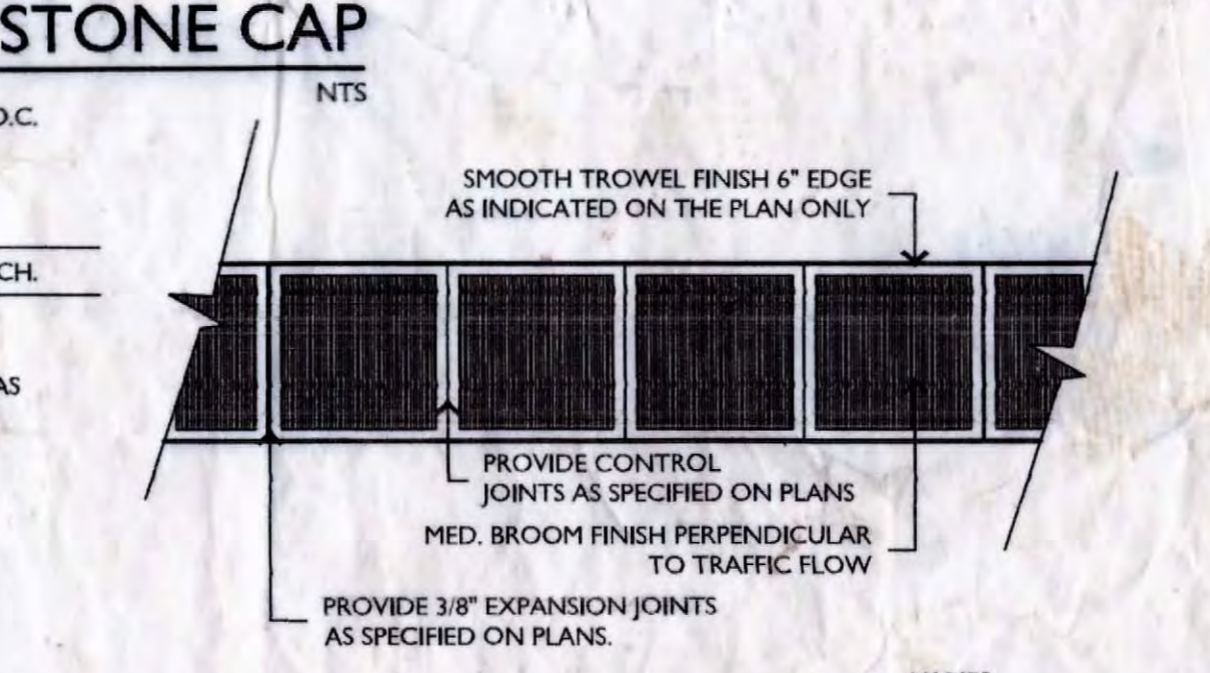 STONE CAP
NTS
O.C.
CH.
AS
SMOOTH TROWEL FINISH 6" EDGE
AS INDICATED ON THE PLAN ONLY
PROVIDE CONTROL
JOINTS AS SPECIFIED ON PLANS
MED. BROOM FINISH PERPENDICULAR
TO TRAFFIC FLOW
PROVIDE 3/8" EXPANSION JOINTS
AS SPECIFIED ON PLANS.